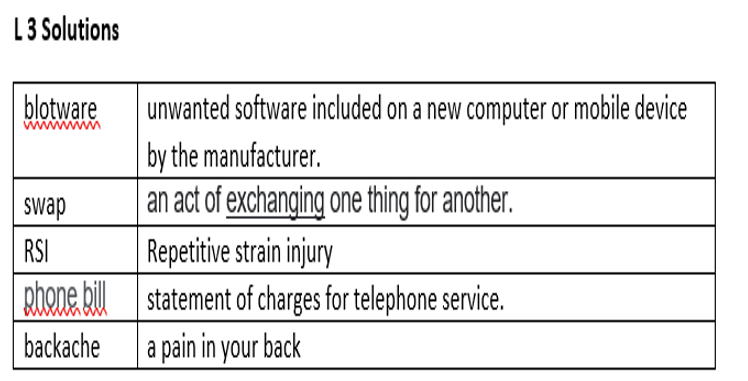 L 3 Solutions
blotware unwanted software included on a new computer or mobile device
by the manufacturer.
swap an act of exchanging one thing for another.
RSI Repetitive strain injury
phone bill statement of charges for telephone service.
backache a pain in your back